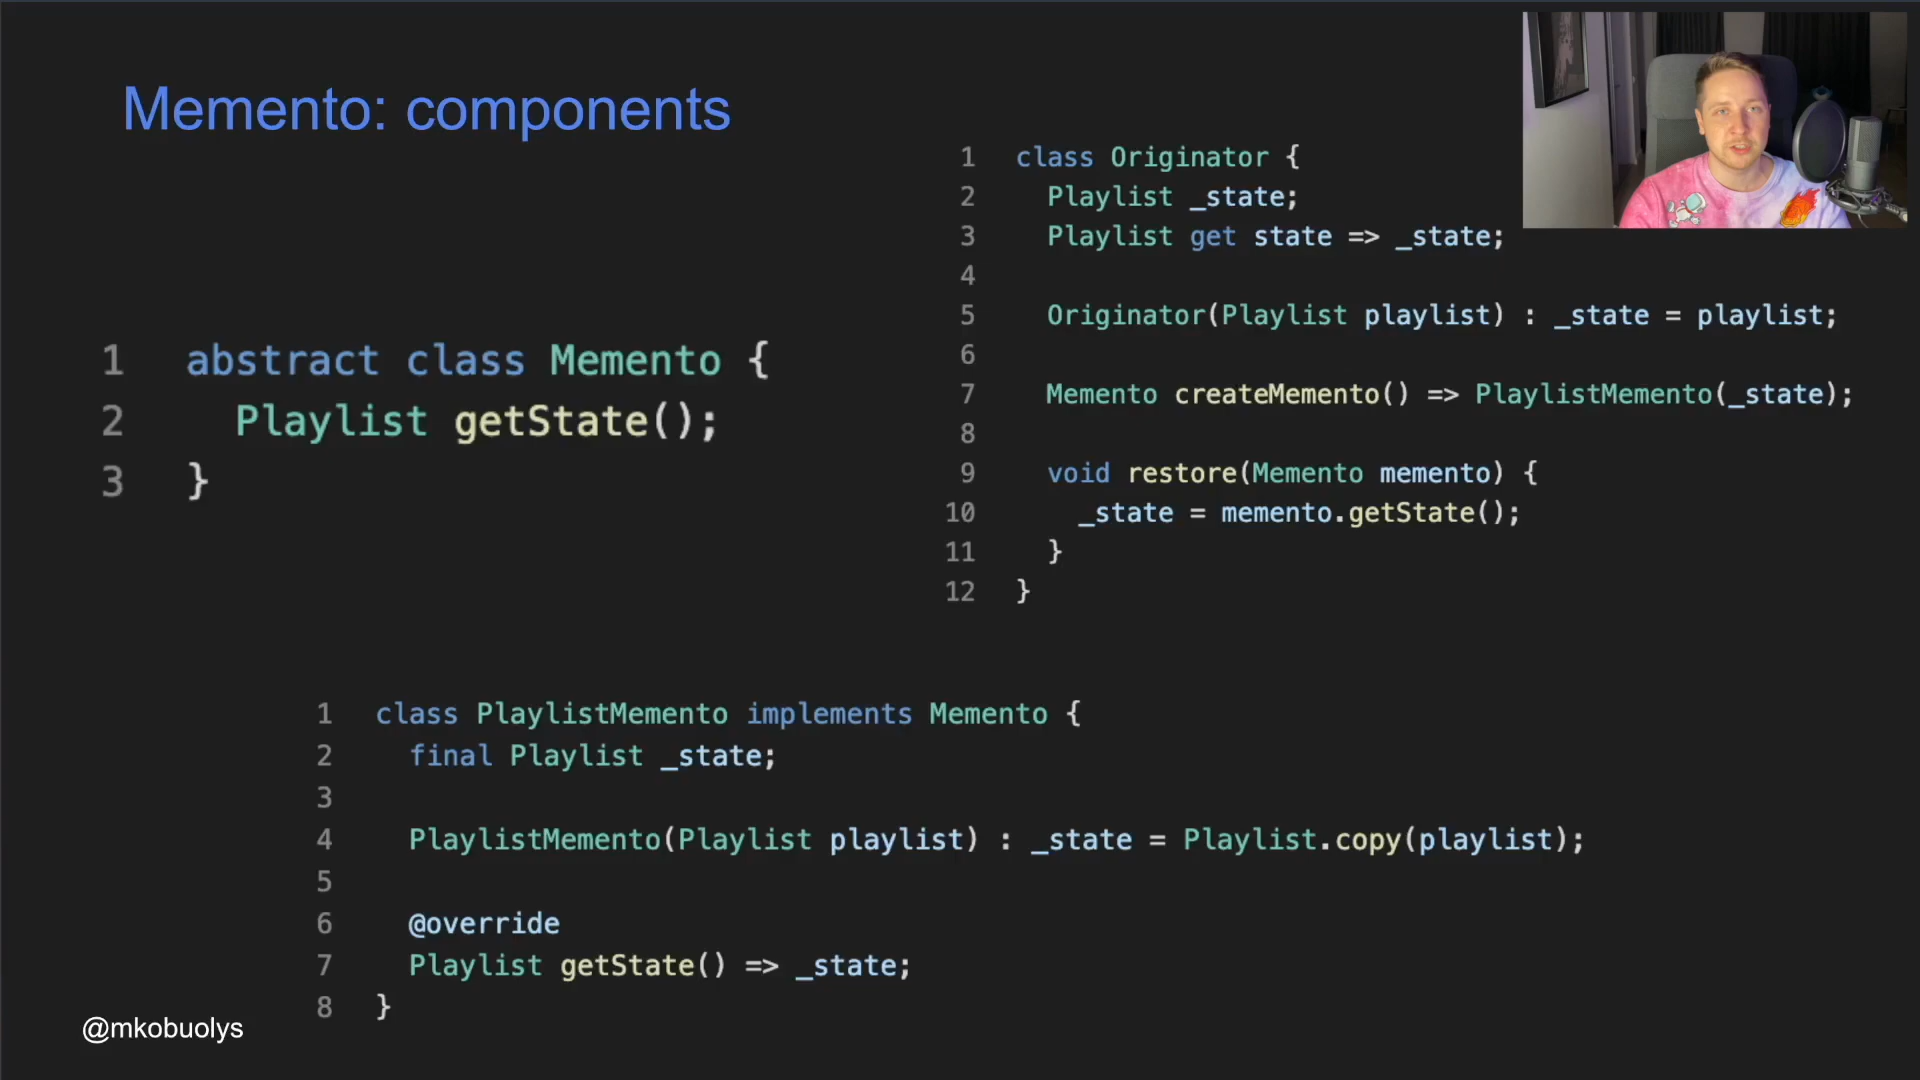 Memento: components
1 abstract class Memento {
2 Playlist getState();
3 }
1 class Originator {
2 Playlist _state;
3 Playlist get state => _state;
4
5 Originator(Playlist playlist) : _state = playlist;
6
7 Memento createMemento() => PlaylistMemento(_state);
8
9 void restore(Memento memento) {
10 _state = memento.getState();
11 }
12 }
1 class PlaylistMemento implements Memento {
2 final Playlist _state;
3
4 PlaylistMemento(Playlist playlist) : _state = Playlist.copy(playlist);
5
6 @override
7 Playlist getState() => _state;
8 }
@mkobuolys